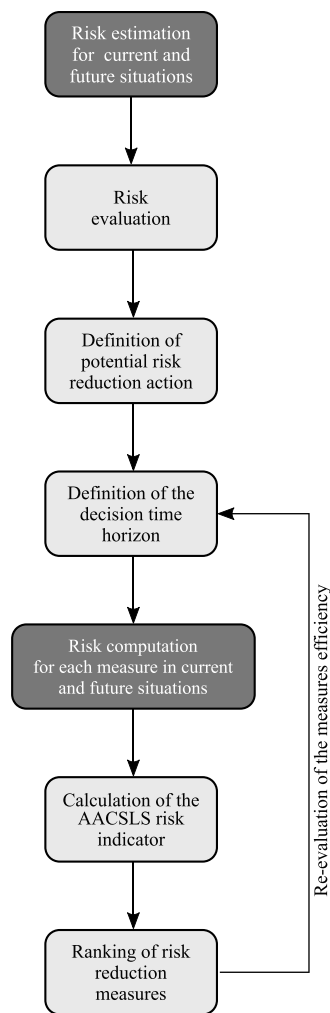 Risk estimation
for current and
future situations
Risk
evaluation
Definition of
potential risk
reduction action
Definition of the
decision time
horizon
Risk computation
for each measure in current
and future situations
Calculation of the
AACSLS risk
indicator
Ranking of risk
reduction
measures
Re-evaluation of the measures efficiency